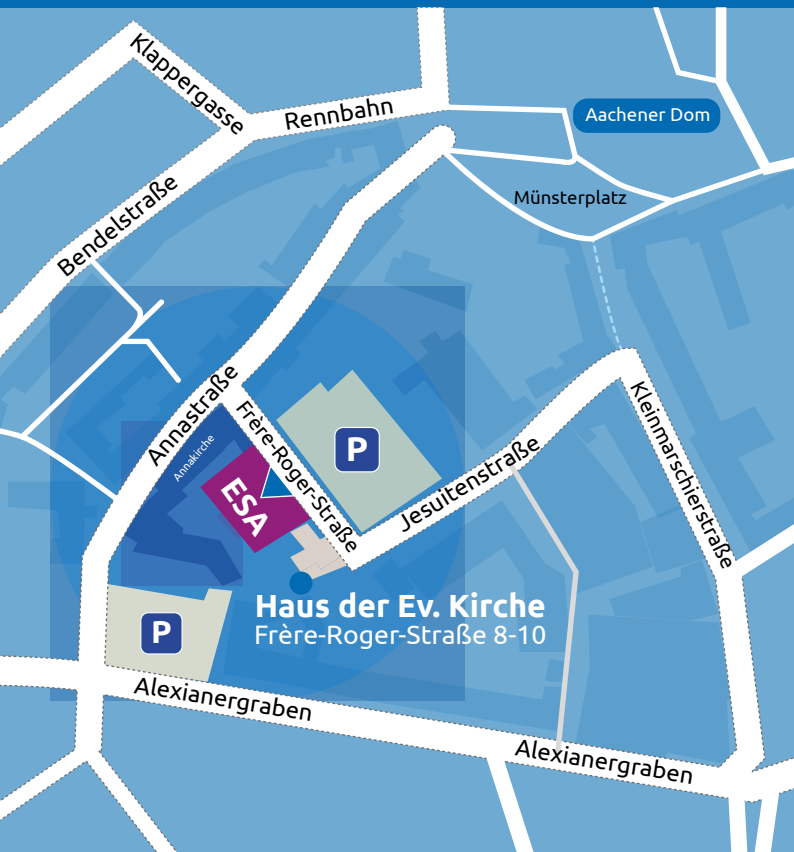 Klappergasse
Rennbahn
Aachener Dom
Bendelstraße
Münsterplatz
Annastraße
Annakirche
Frère-Roger-Straße
P
ESA
Jesuitenstraße
Kleinmarschierstraße
Haus der Ev. Kirche
Frère-Roger-Straße 8-10
P
Alexianergraben
Alexianergraben